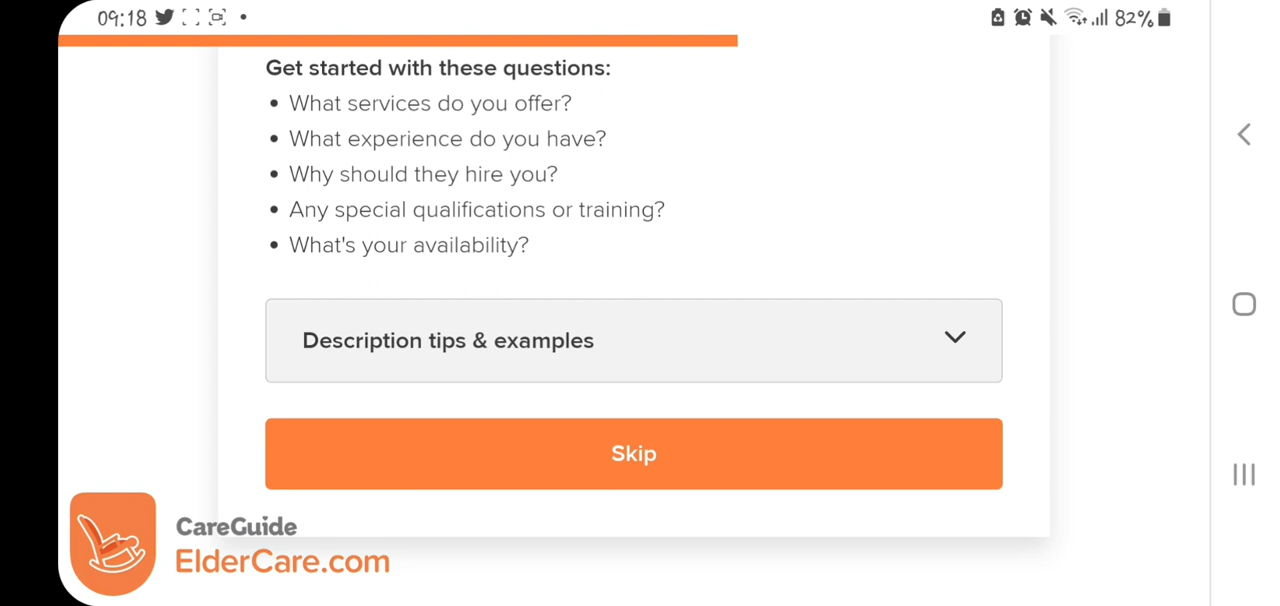 09:18
82%
Get started with these questions:
• What services do you offer?
• What experience do you have?
• Why should they hire you?
• Any special qualifications or training?
• What's your availability?
Description tips & examples
Skip
CareGuide
ElderCare.com